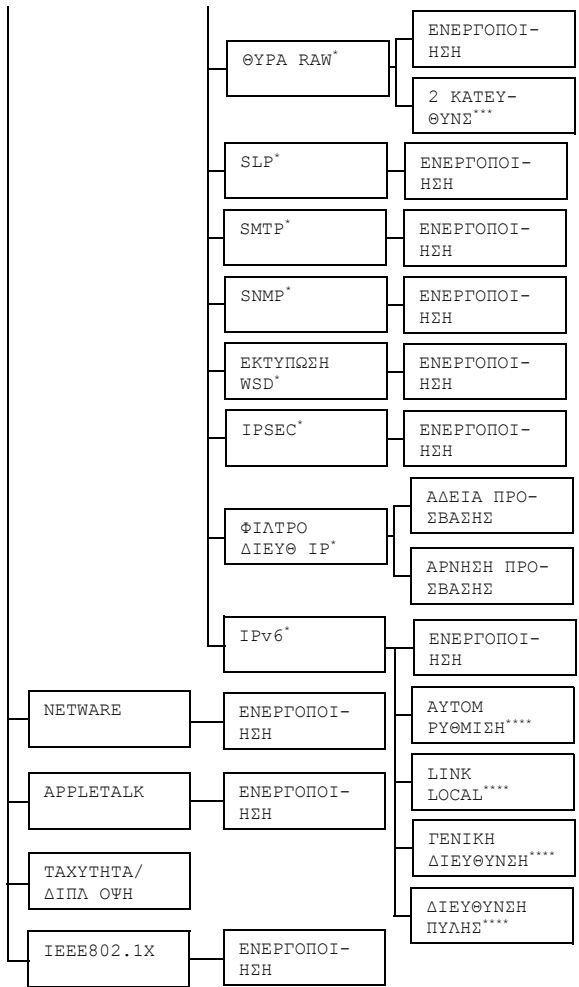 ΘΥΡΑ RAW*
ΕΝΕΡΓΟΠΟΙ-
ΗΣΗ
2 ΚΑΤΕΥ-
ΘΥΝΣ***
SLP*
ΕΝΕΡΓΟΠΟΙ-
ΗΣΗ
SMTP*
ΕΝΕΡΓΟΠΟΙ-
ΗΣΗ
SNMP*
ΕΝΕΡΓΟΠΟΙ-
ΗΣΗ
ΕΚΤΥΠΩΣΗ
WSD*
ΕΝΕΡΓΟΠΟΙ-
ΗΣΗ
IPSEC*
ΕΝΕΡΓΟΠΟΙ-
ΗΣΗ
ΦΙΛΤΡΟ
ΔΙΕΥΘ IP*
ΑΔΕΙΑ ΠΡΟ-
ΣΒΑΣΗΣ
ΑΡΝΗΣΗ ΠΡΟ-
ΣΒΑΣΗΣ
IPv6*
ΕΝΕΡΓΟΠΟΙ-
ΗΣΗ
ΑΥΤΟΜ
ΡΥΘΜΙΣΗ****
LINK
LOCAL****
ΓΕΝΙΚΗ
ΔΙΕΥΘΥΝΣΗ****
ΔΙΕΥΘΥΝΣΗ
ΠΥΛΗΣ****
NETWARE
ΕΝΕΡΓΟΠΟΙ-
ΗΣΗ
APPLETALK
ΕΝΕΡΓΟΠΟΙ-
ΗΣΗ
ΤΑΧΥΤΗΤΑ/
ΔΙΠΛ ΟΨΗ
IEEE802.1X
ΕΝΕΡΓΟΠΟΙ-
ΗΣΗ